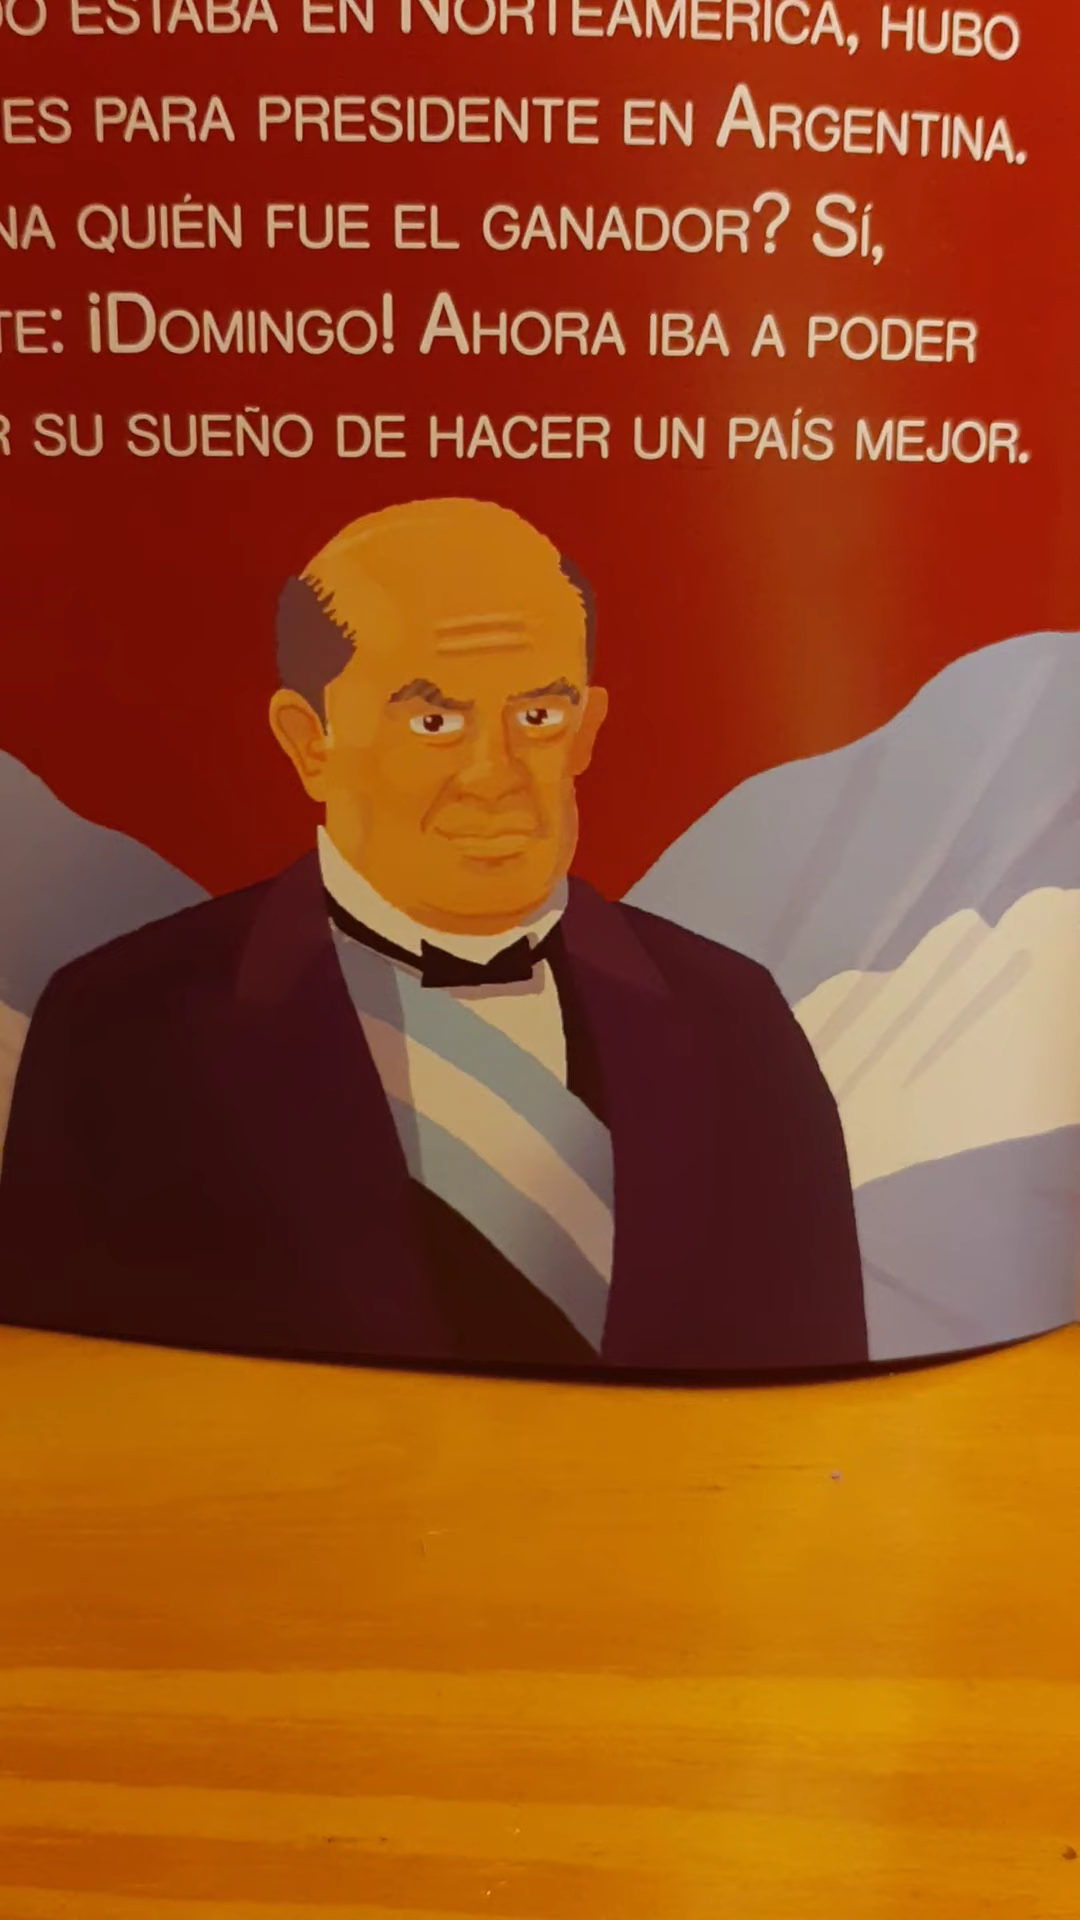 ESTABA EN NORTEAMÉRICA, HUBO
ES PARA PRESIDENTE EN ARGENTINA.
NA QUIÉN FUE EL GANADOR? SÍ,
TE: ¡DOMINGO! AHORA IBA A PODER
R SU SUEÑO DE HACER UN PAÍS MEJOR.